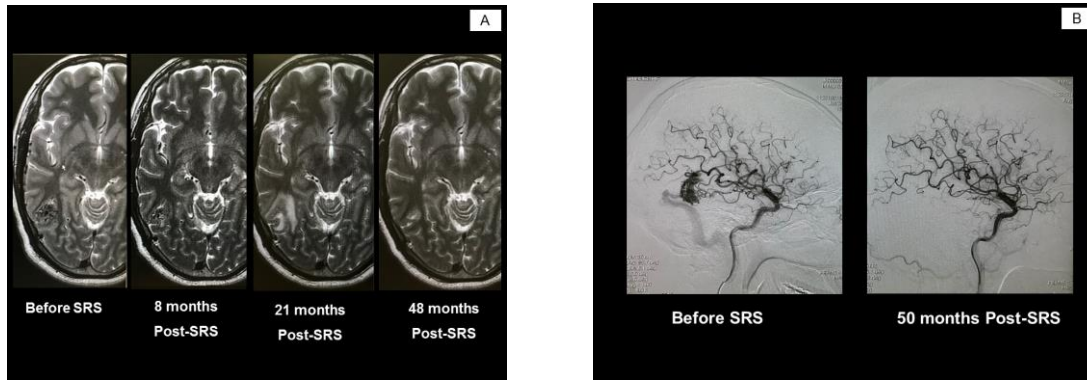 A
Before SRS
8 months
Post-SRS
21 months
Post-SRS
48 months
Post-SRS
B
Before SRS
50 months Post-SRS